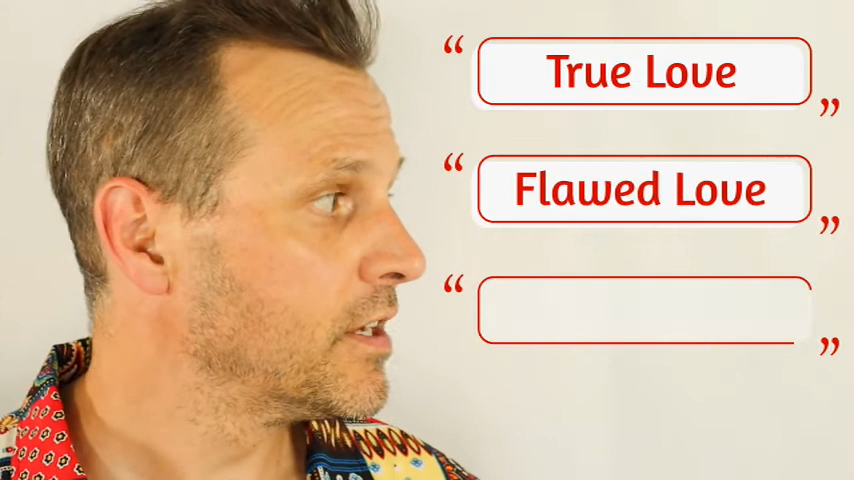 “ True Love ”
“ Flawed Love ”
“ ”